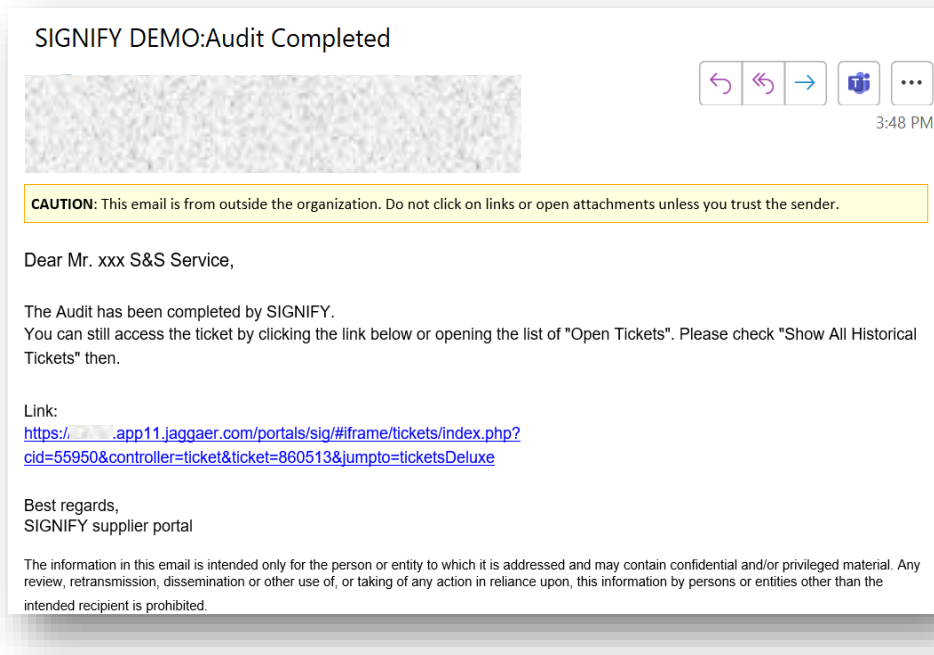 SIGNIFY DEMO:Audit Completed
3:48 PM
CAUTION: This email is from outside the organization. Do not click on links or open attachments unless you trust the sender.
Dear Mr. xxx S&S Service,
The Audit has been completed by SIGNIFY.
You can still access the ticket by clicking the link below or opening the list of "Open Tickets". Please check "Show All Historical
Tickets" then.
Link:
https:/ .app11.jaggaer.com/portals/sig/#iframe/tickets/index.php?
cid=55950&controller=ticket&ticket=860513&jumpto=ticketsDeluxe
Best regards,
SIGNIFY supplier portal
The information in this email is intended only for the person or entity to which it is addressed and may contain confidential and/or privileged material. Any
review, retransmission, dissemination or other use of, or taking of any action in reliance upon, this information by persons or entities other than the
intended recipient is prohibited.